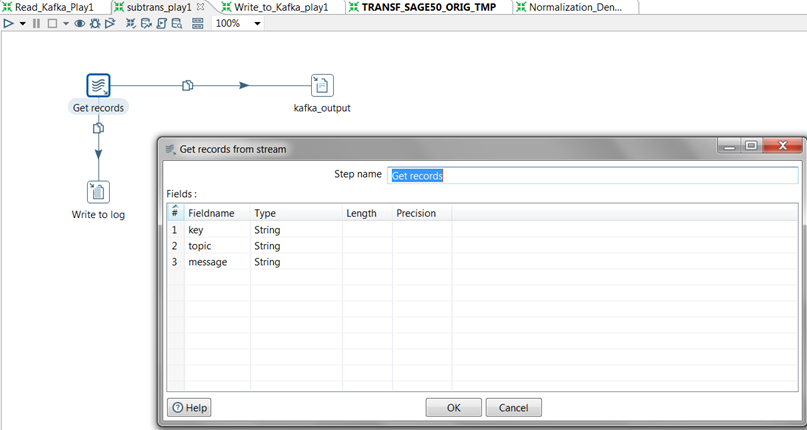 Read_Kafka_Play1 subtrans_play1 Write_to_Kafka_play1 TRANSF_SAGE50_ORIG_TMP Normalization_Den...
100%
Get records
kafka_output
Write to log
Get records from stream
Step name Get records
Fields :
# Fieldname Type Length Precision
1 key String
2 topic String
3 message String
Help OK Cancel